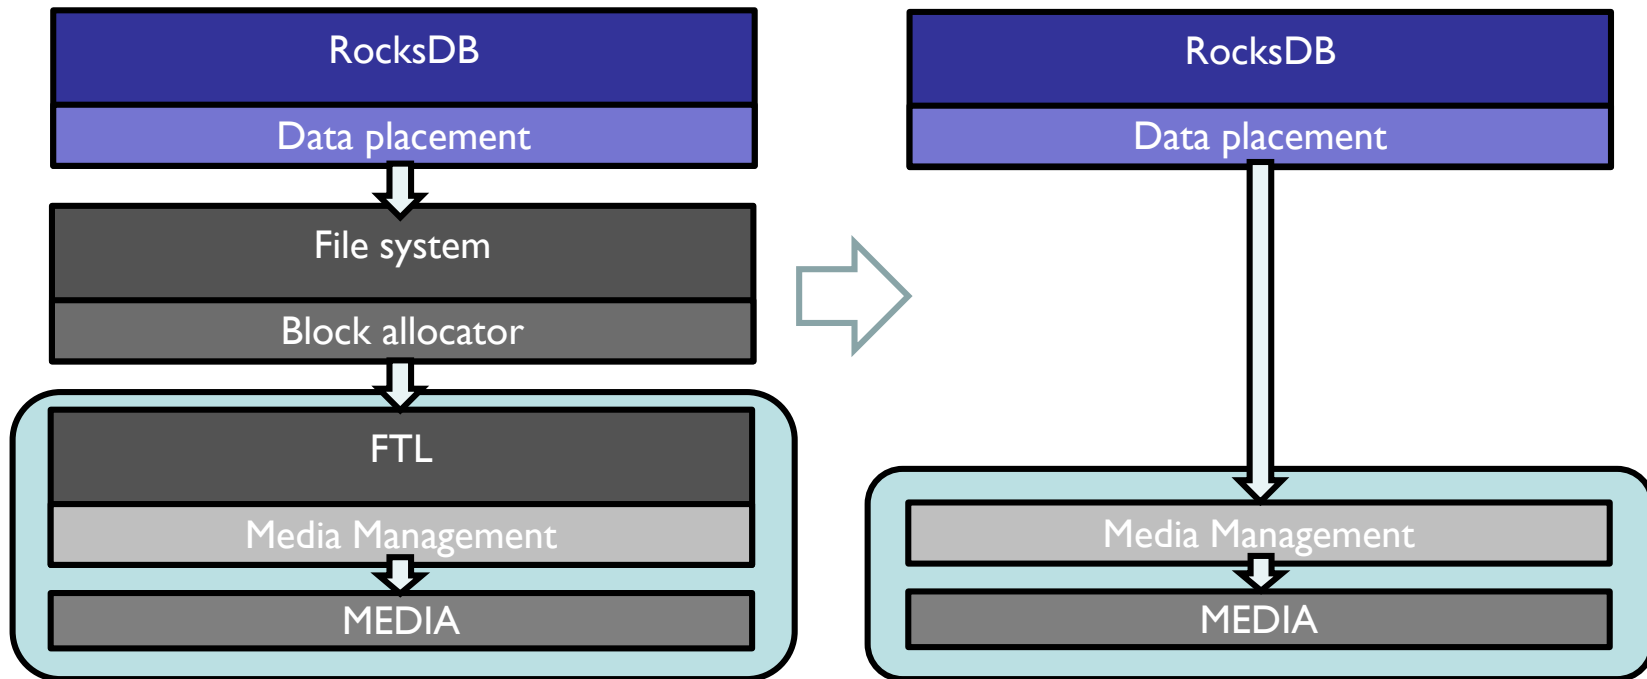 RocksDB
Data placement
File system
Block allocator
FTL
Media Management
MEDIA
RocksDB
Data placement
Media Management
MEDIA